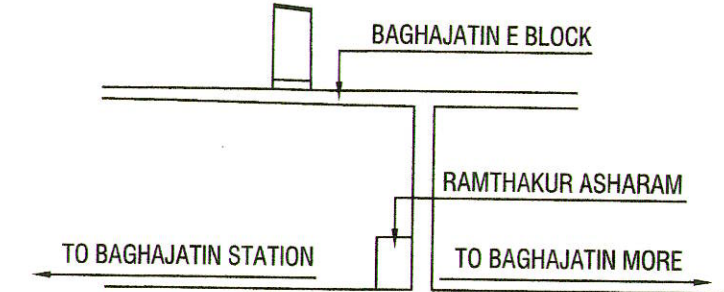 BAGHAJATIN E BLOCK
RAMTHAKUR ASHARAM
TO BAGHAJATIN STATION
TO BAGHAJATIN MORE